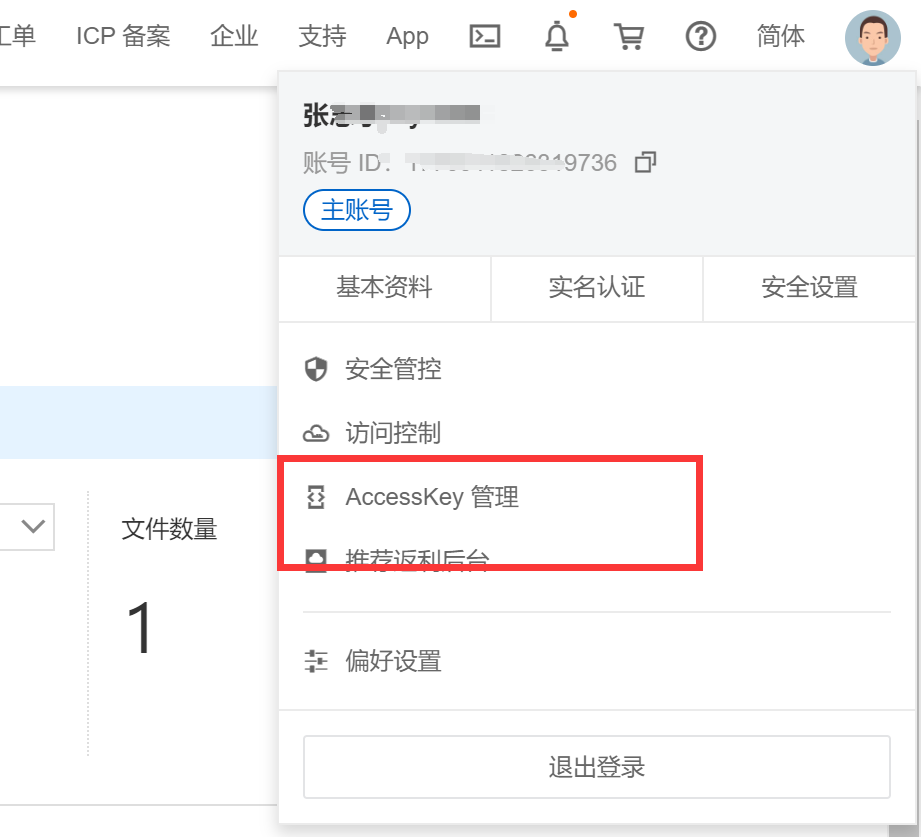 工单 ICP 备案 企业 支持 App 简体
张
账号 ID: 9736
主账号
基本资料 实名认证 安全设置
安全管控
访问控制
AccessKey 管理
推荐返利后台
文件数量
1
偏好设置
退出登录